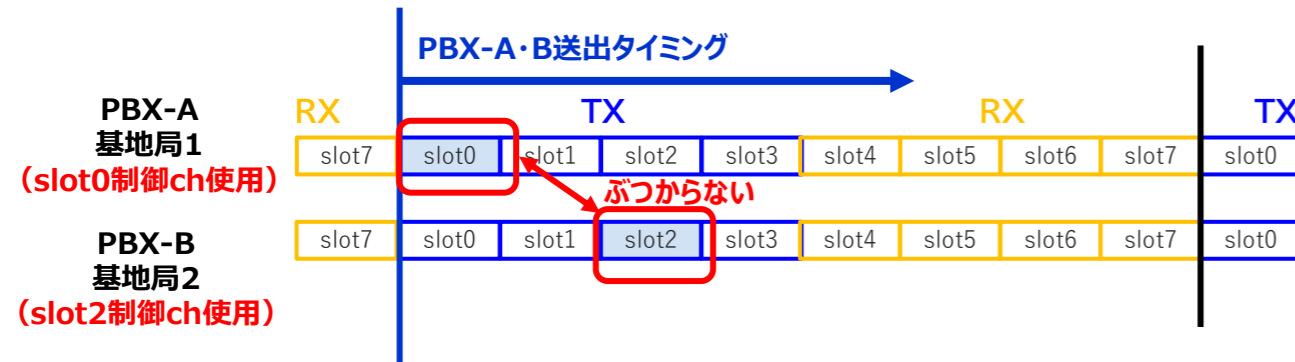 PBX-A・B送出タイミング
PBX-A
基地局1
（slot0制御ch使用）
RX TX RX TX
slot7 slot0 slot1 slot2 slot3 slot4 slot5 slot6 slot7 slot0
ぶつからない
PBX-B
基地局2
（slot2制御ch使用）
slot7 slot0 slot1 slot2 slot3 slot4 slot5 slot6 slot7 slot0